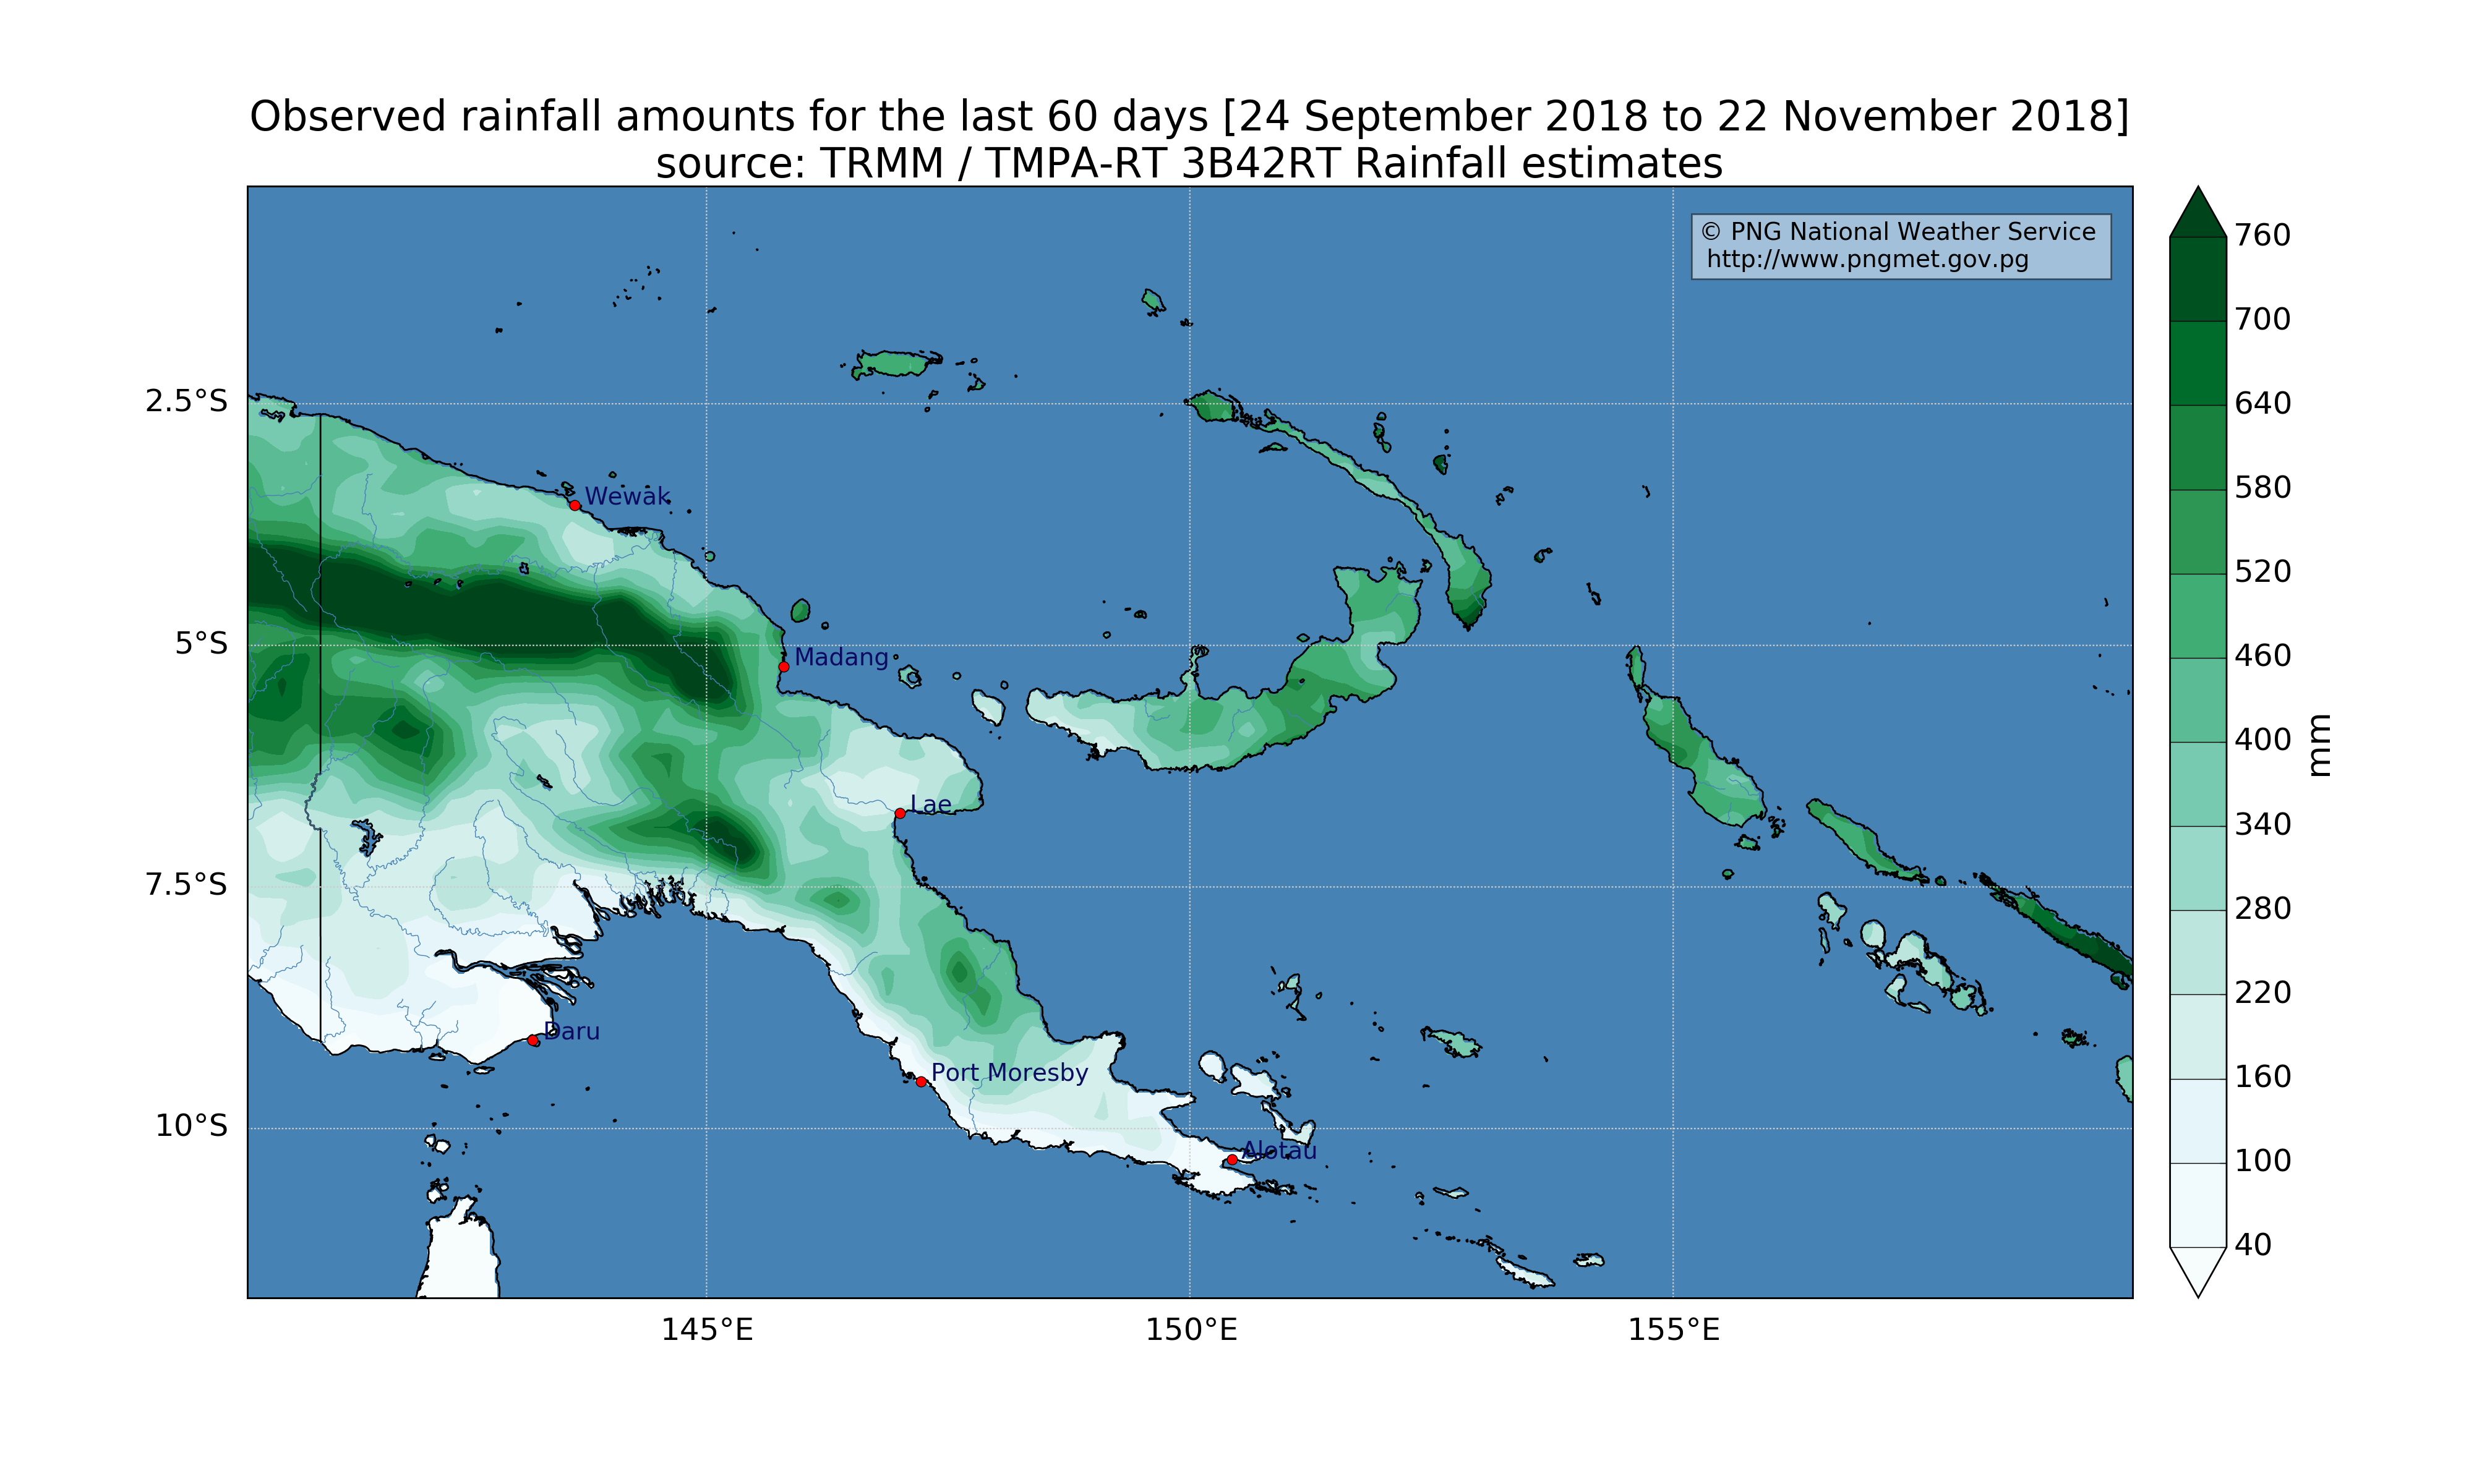 Observed rainfall amounts for the last 60 days [24 September 2018 to 22 November 2018]
source: TRMM / TMPA-RT 3B42RT Rainfall estimates
© PNG National Weather Service
http://www.pngmet.gov.pg
2.5°S
5°S
7.5°S
10°S
Wewak
Madang
Lae
Daru
Port Moresby
Alotau
145°E
150°E
155°E
760
700
640
580
520
460
400
340
280
220
160
100
40
mm